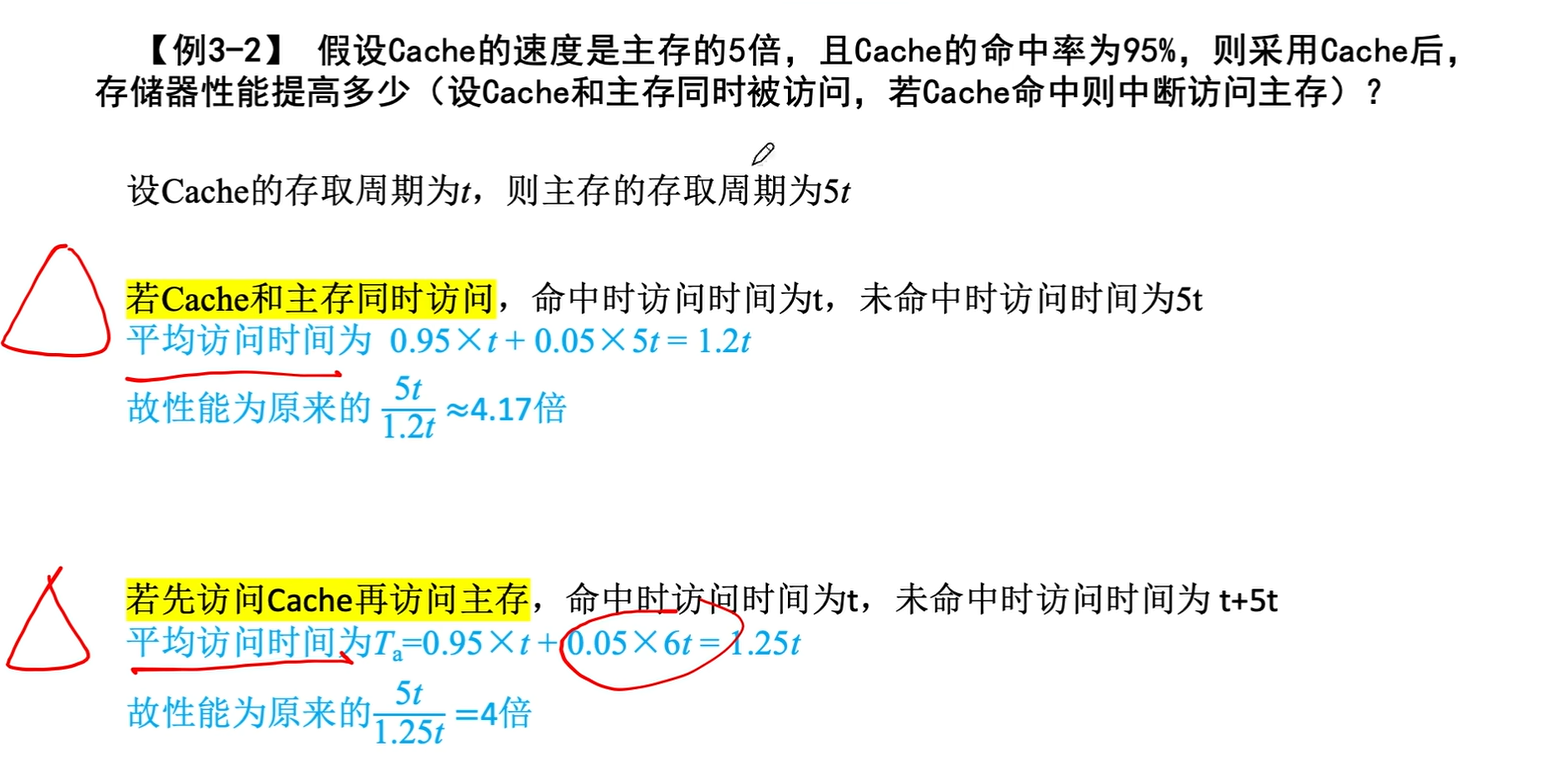 【例3-2】 假设Cache的速度是主存的5倍，且Cache的命中率为95%，则采用Cache后，
存储器性能提高多少（设Cache和主存同时被访问，若Cache命中则中断访问主存）？
设Cache的存取周期为t，则主存的存取周期为5t
若Cache和主存同时访问，命中时访问时间为t，未命中时访问时间为5t
平均访问时间为 0.95×t + 0.05×5t = 1.2t
故性能为原来的 5t/1.2t ≈4.17倍
若先访问Cache再访问主存，命中时访问时间为t，未命中时访问时间为 t+5t
平均访问时间为Ta=0.95×t + 0.05×6t = 1.25t
故性能为原来的 5t/1.25t =4倍